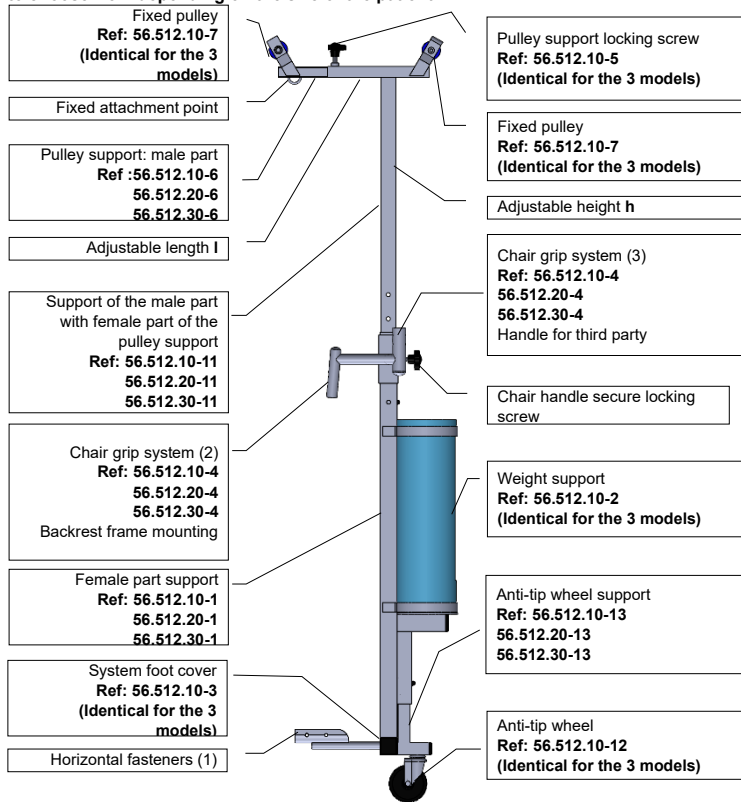 Fixed pulley
Ref: 56.512.10-7
(Identical for the 3
models)
Fixed attachment point
Pulley support: male part
Ref :56.512.10-6
56.512.20-6
56.512.30-6
Adjustable length l
Support of the male part
with female part of the
pulley support
Ref: 56.512.10-11
56.512.20-11
56.512.30-11
Chair grip system (2)
Ref: 56.512.10-4
56.512.20-4
56.512.30-4
Backrest frame mounting
Female part support
Ref: 56.512.10-1
56.512.20-1
56.512.30-1
System foot cover
Ref: 56.512.10-3
(Identical for the 3
models)
Horizontal fasteners (1)
Pulley support locking screw
Ref: 56.512.10-5
(Identical for the 3 models)
Fixed pulley
Ref: 56.512.10-7
(Identical for the 3 models)
Adjustable height h
Chair grip system (3)
Ref: 56.512.10-4
56.512.20-4
56.512.30-4
Handle for third party
Chair handle secure locking
screw
Weight support
Ref: 56.512.10-2
(Identical for the 3 models)
Anti-tip wheel support
Ref: 56.512.10-13
56.512.20-13
56.512.30-13
Anti-tip wheel
Ref: 56.512.10-12
(Identical for the 3 models)